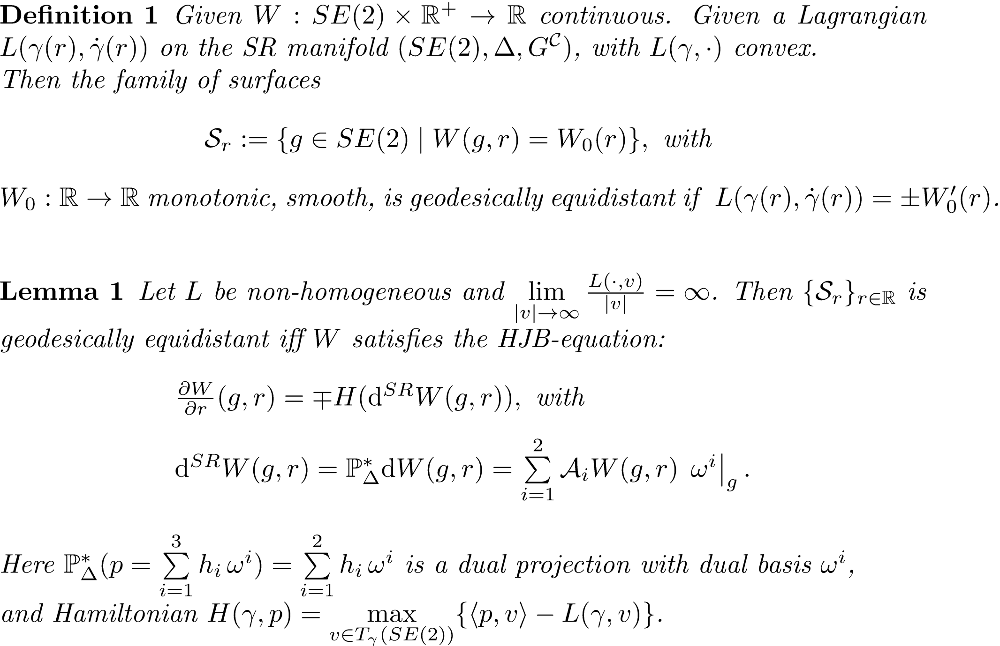 Definition 1 Given W : SE(2) × ℝ⁺ → ℝ continuous. Given a Lagrangian
L(γ(r), γ̇(r)) on the SR manifold (SE(2), Δ, G^𝒞), with L(γ, ·) convex.
Then the family of surfaces
𝒮_r := {g ∈ SE(2) | W(g, r) = W₀(r)}, with
W₀ : ℝ → ℝ monotonic, smooth, is geodesically equidistant if L(γ(r), γ̇(r)) = ±W₀′(r).
Lemma 1 Let L be non-homogeneous and lim_{|v|→∞} L(·,v)/|v| = ∞. Then {𝒮_r}_{r∈ℝ} is
geodesically equidistant iff W satisfies the HJB-equation:
∂W/∂r (g, r) = ∓H(d^{SR}W(g, r)), with
d^{SR}W(g, r) = ℙ*_Δ dW(g, r) = ∑_{i=1}^{2} 𝒜_i W(g, r) ω^i|_g .
Here ℙ*_Δ(p = ∑_{i=1}^{3} h_i ω^i) = ∑_{i=1}^{2} h_i ω^i is a dual projection with dual basis ω^i,
and Hamiltonian H(γ, p) = max_{v∈T_γ(SE(2))} {⟨p, v⟩ − L(γ, v)}.